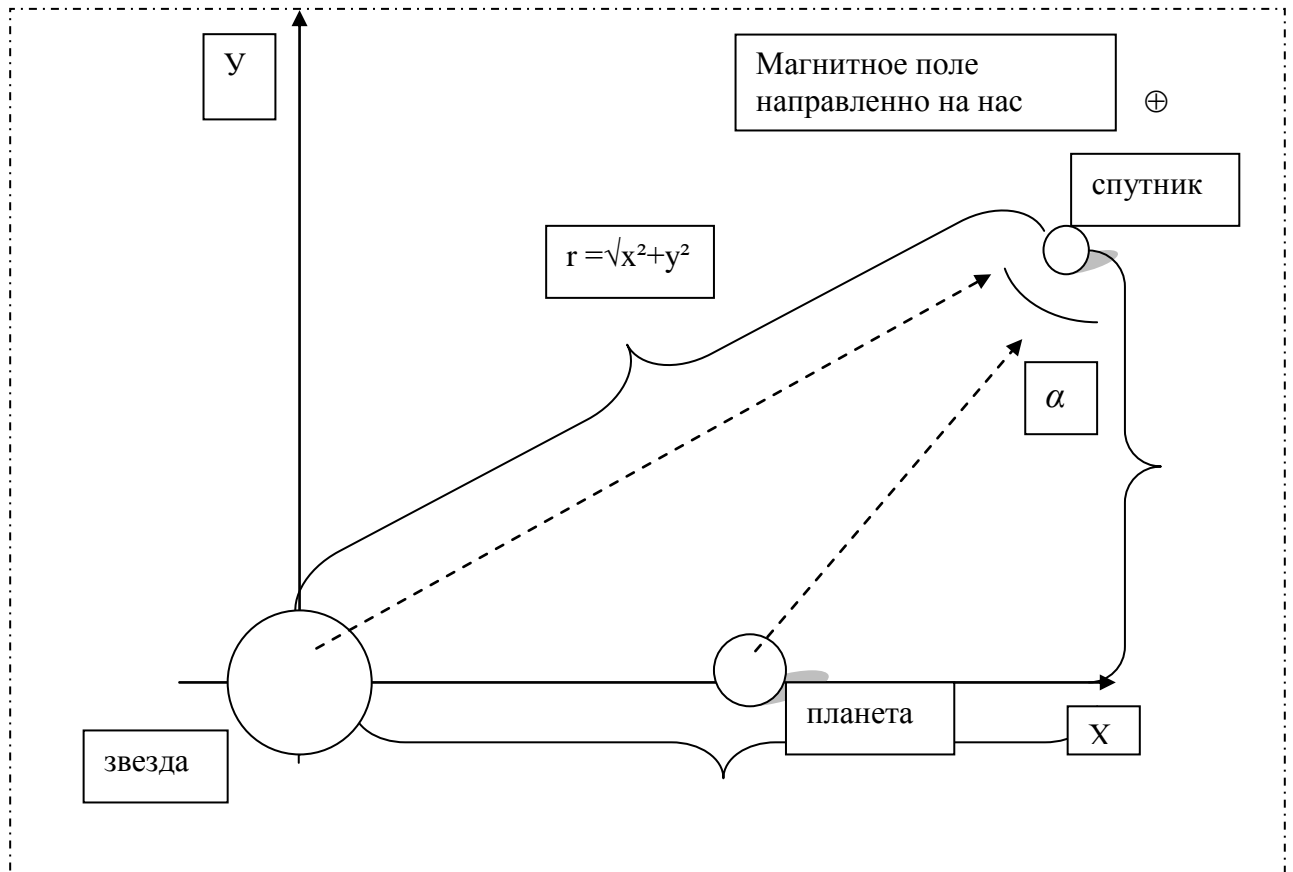 У
Магнитное поле
направленно на нас
⊕
спутник
r =√x²+y²
α
планета
X
звезда